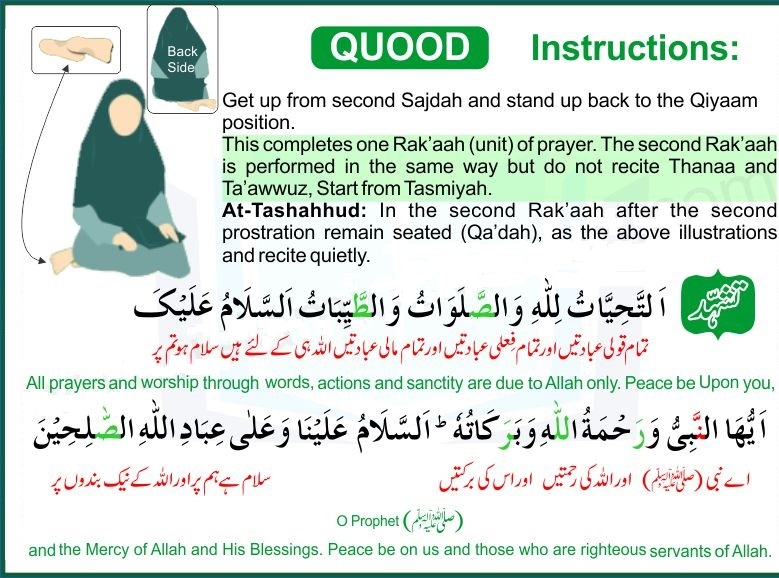 Back
Side
QUOOD Instructions:
Get up from second Sajdah and stand up back to the Qiyaam
position.
This completes one Rak’aah (unit) of prayer. The second Rak’aah
is performed in the same way but do not recite Thanaa and
Ta’awwuz, Start from Tasmiyah.
At-Tashahhud: In the second Rak’aah after the second
prostration remain seated (Qa’dah), as the above illustrations
and recite quietly.
تشہد
اَلتَّحِيَّاتُ لِلّٰهِ وَالصَّلَوَاتُ وَالطَّيِّبَاتُ اَلسَّلَامُ عَلَيْكَ
تمام قولی عبادتیں اور تمام فعلی عبادتیں اور تمام مالی عبادتیں اللہ ہی کے لئے ہیں سلام ہو تم پر
All prayers and worship through words, actions and sanctity are due to Allah only. Peace be Upon you,
اَيُّهَا النَّبِىُّ وَرَحْمَةُ اللّٰهِ وَبَرَكَاتُهٗ ؕ اَلسَّلَامُ عَلَيْنَا وَعَلٰى عِبَادِ اللّٰهِ الصّٰلِحِيْنَ
اے نبی (ﷺ) اور اللہ کی رحمتیں اور اس کی برکتیں سلام ہے ہم پر اور اللہ کے نیک بندوں پر
O Prophet (ﷺ)
and the Mercy of Allah and His Blessings. Peace be on us and those who are righteous servants of Allah.